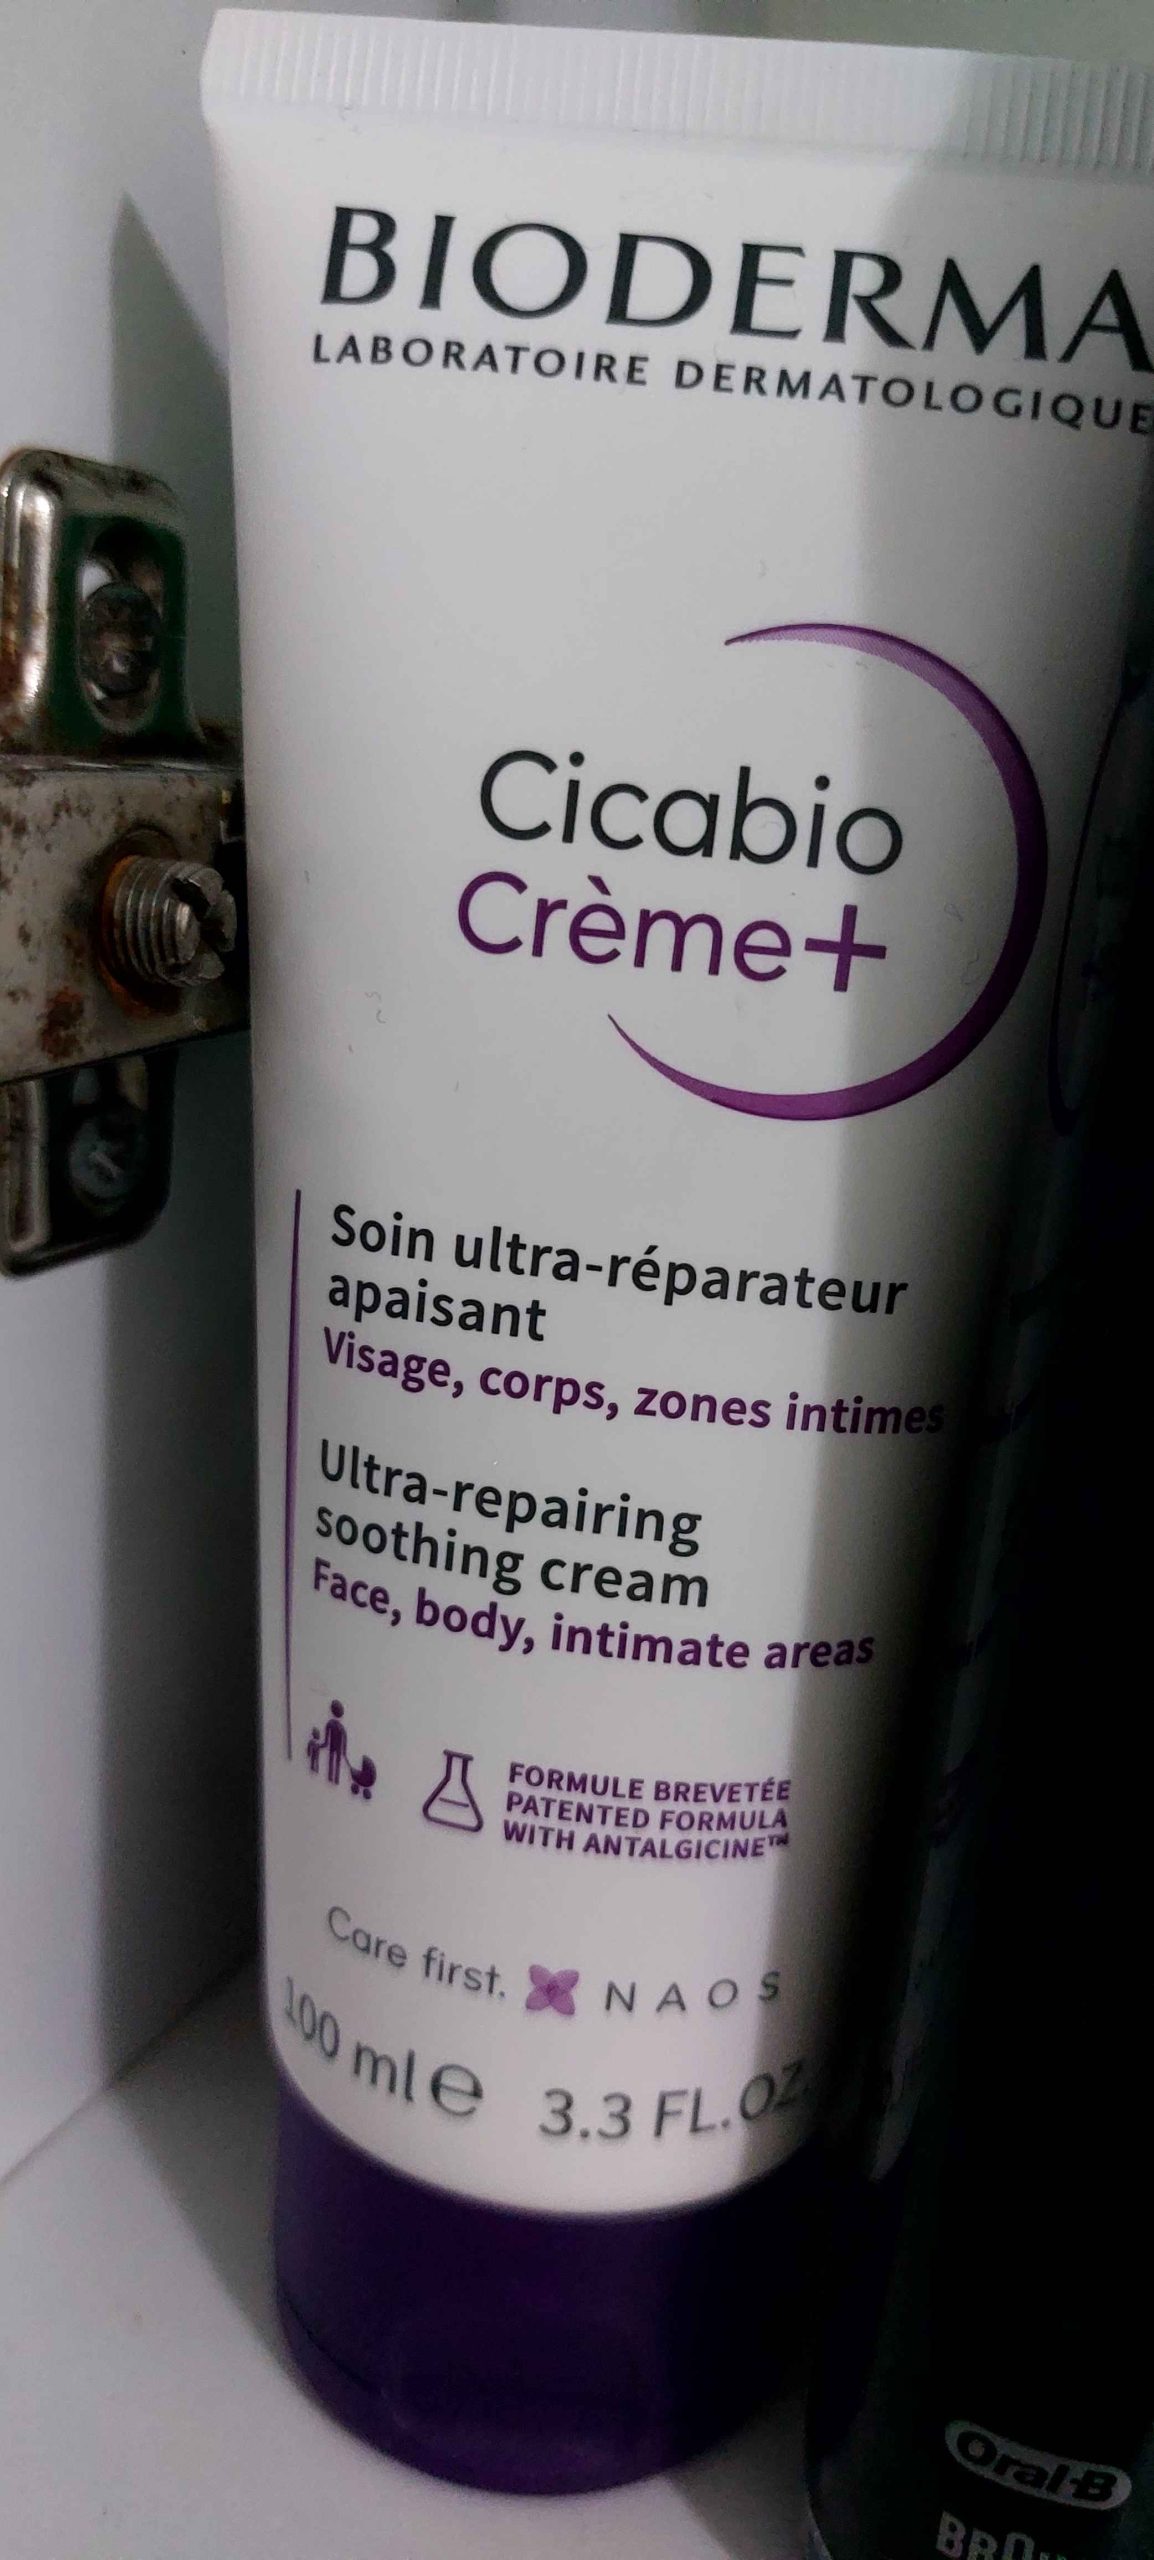 BIODERMA
LABORATOIRE DERMATOLOGIQUE
Cicabio
Crème+
Soin ultra-réparateur
apaisant
Visage, corps, zones intimes
Ultra-repairing
soothing cream
Face, body, intimate areas
FORMULE BREVETÉE
PATENTED FORMULA
WITH ANTALGICINE™
Care first. NAOS
100 ml e 3.3 FL.OZ.
Oral-B